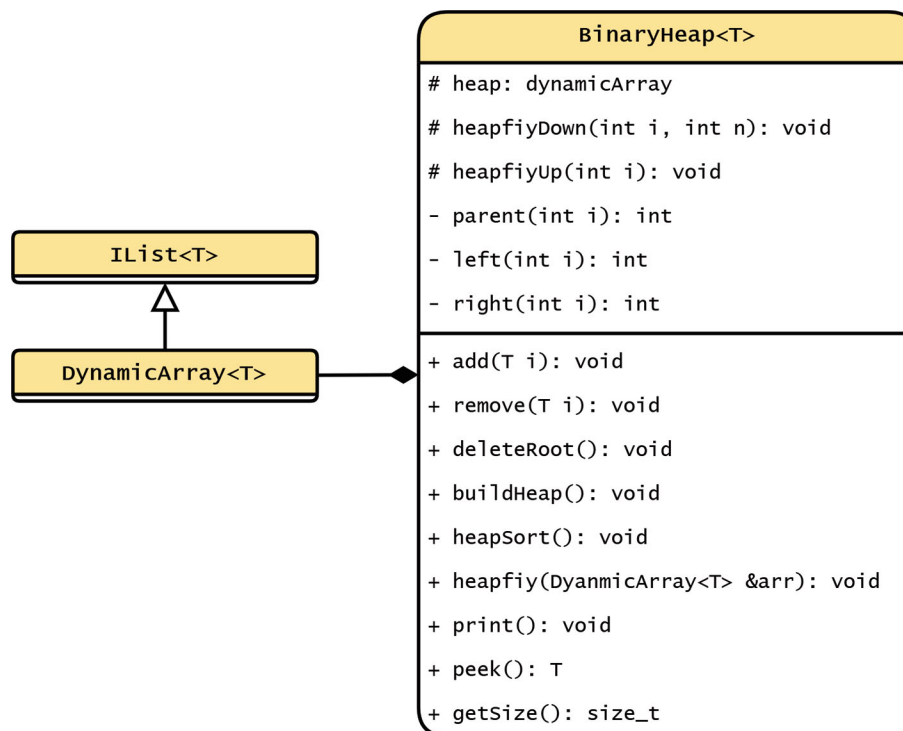 BinaryHeap<T>
# heap: dynamicArray
# heapfiyDown(int i, int n): void
# heapfiyUp(int i): void
- parent(int i): int
- left(int i): int
- right(int i): int
+ add(T i): void
+ remove(T i): void
+ deleteRoot(): void
+ buildHeap(): void
+ heapSort(): void
+ heapfiy(DyanmicArray<T> &arr): void
+ print(): void
+ peek(): T
+ getSize(): size_t
IList<T>
DynamicArray<T>